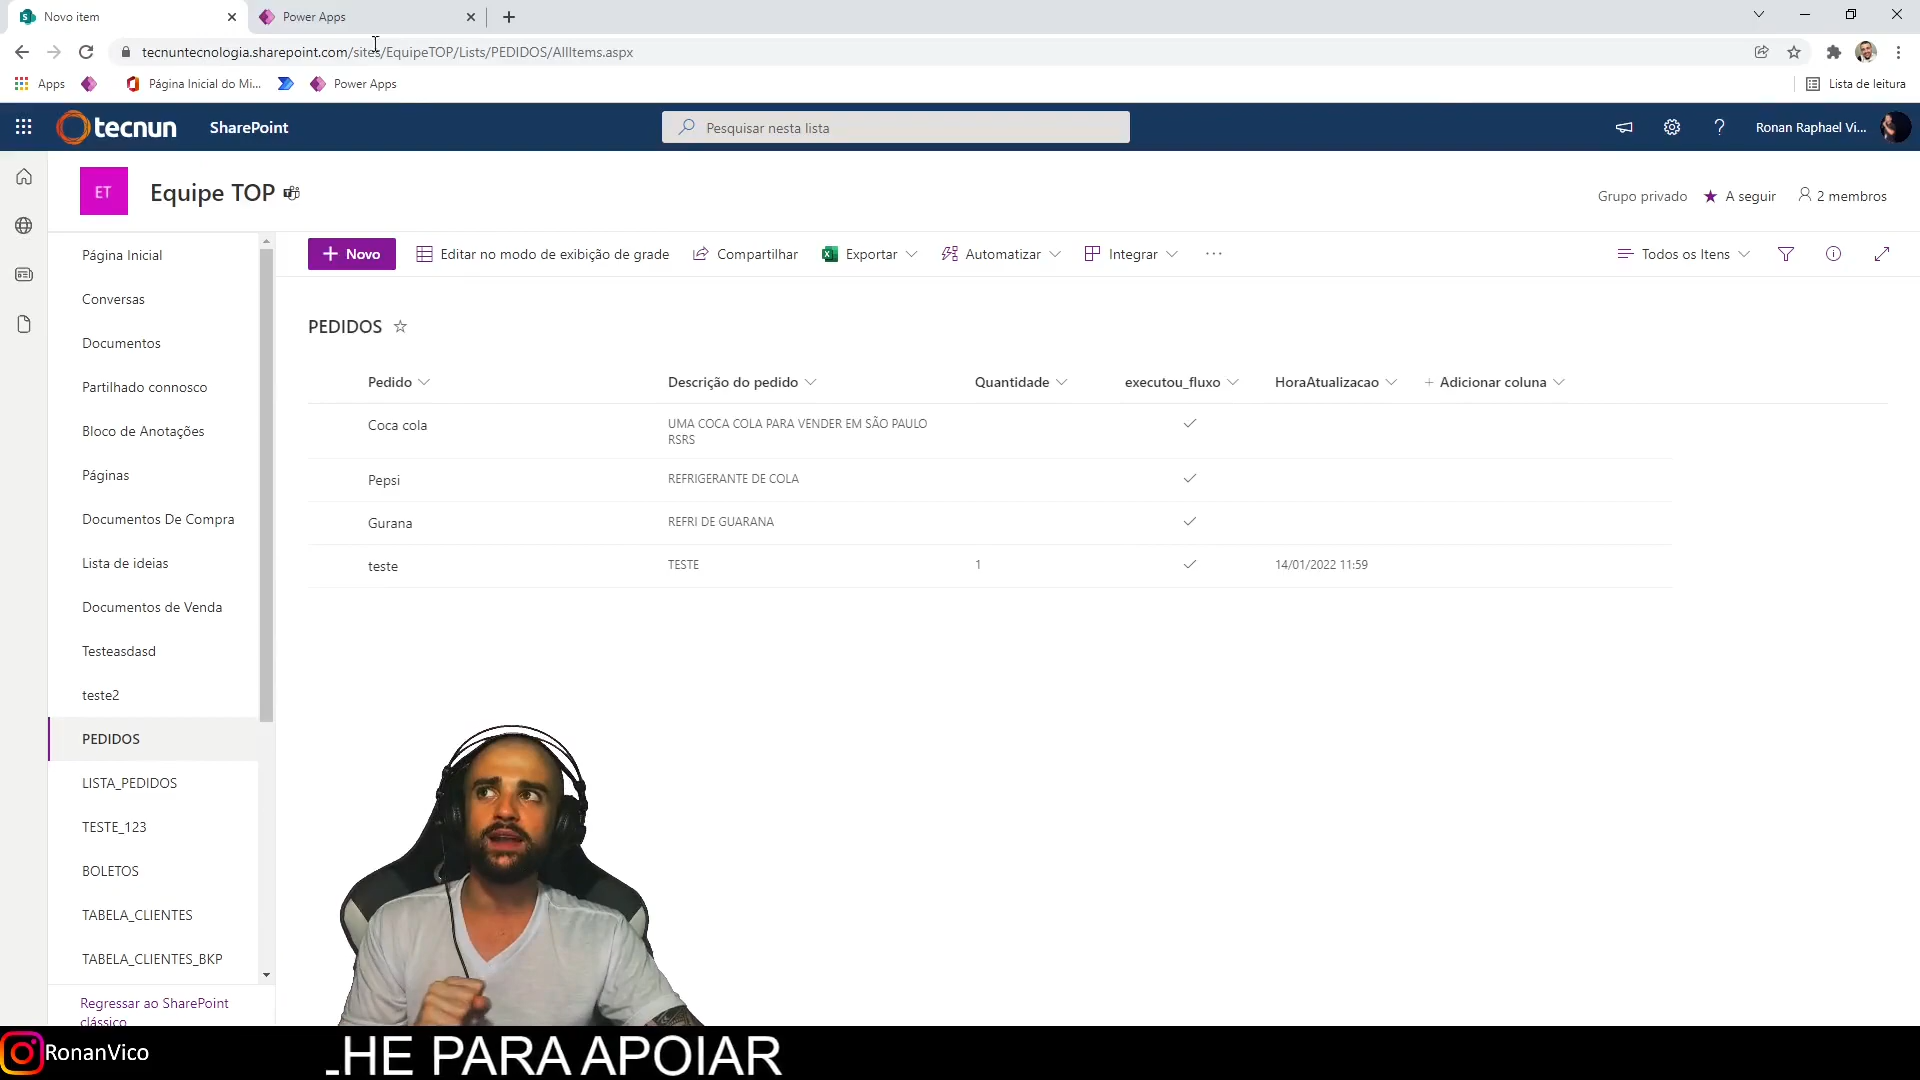 Novo item
Power Apps
tecnuntecnologia.sharepoint.com/sites/EquipeTOP/Lists/PEDIDOS/AllItems.aspx
Apps
Página Inicial do Mi...
Power Apps
Lista de leitura
tecnun
SharePoint
Pesquisar nesta lista
Ronan Raphael Vi...
ET
Equipe TOP
Grupo privado
A seguir
2 membros
Página Inicial
Conversas
Documentos
Partilhado connosco
Bloco de Anotações
Páginas
Documentos De Compra
Lista de ideias
Documentos de Venda
Testeasdasd
teste2
PEDIDOS
LISTA_PEDIDOS
TESTE_123
BOLETOS
TABELA_CLIENTES
TABELA_CLIENTES_BKP
Regressar ao SharePoint
clássico
+ Novo
Editar no modo de exibição de grade
Compartilhar
Exportar
Automatizar
Integrar
...
Todos os Itens
PEDIDOS
Pedido
Descrição do pedido
Quantidade
executou_fluxo
HoraAtualizacao
+ Adicionar coluna
Coca cola
UMA COCA COLA PARA VENDER EM SÃO PAULO
RSRS
Pepsi
REFRIGERANTE DE COLA
Gurana
REFRI DE GUARANA
teste
TESTE
1
14/01/2022 11:59
RonanVico
HE PARA APOIAR